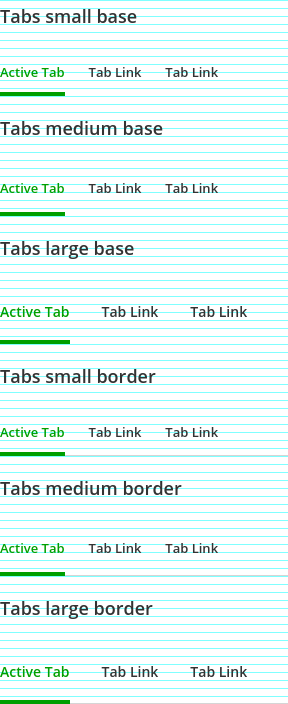 Tabs small base
Active Tab Tab Link Tab Link
Tabs medium base
Active Tab Tab Link Tab Link
Tabs large base
Active Tab Tab Link Tab Link
Tabs small border
Active Tab Tab Link Tab Link
Tabs medium border
Active Tab Tab Link Tab Link
Tabs large border
Active Tab Tab Link Tab Link